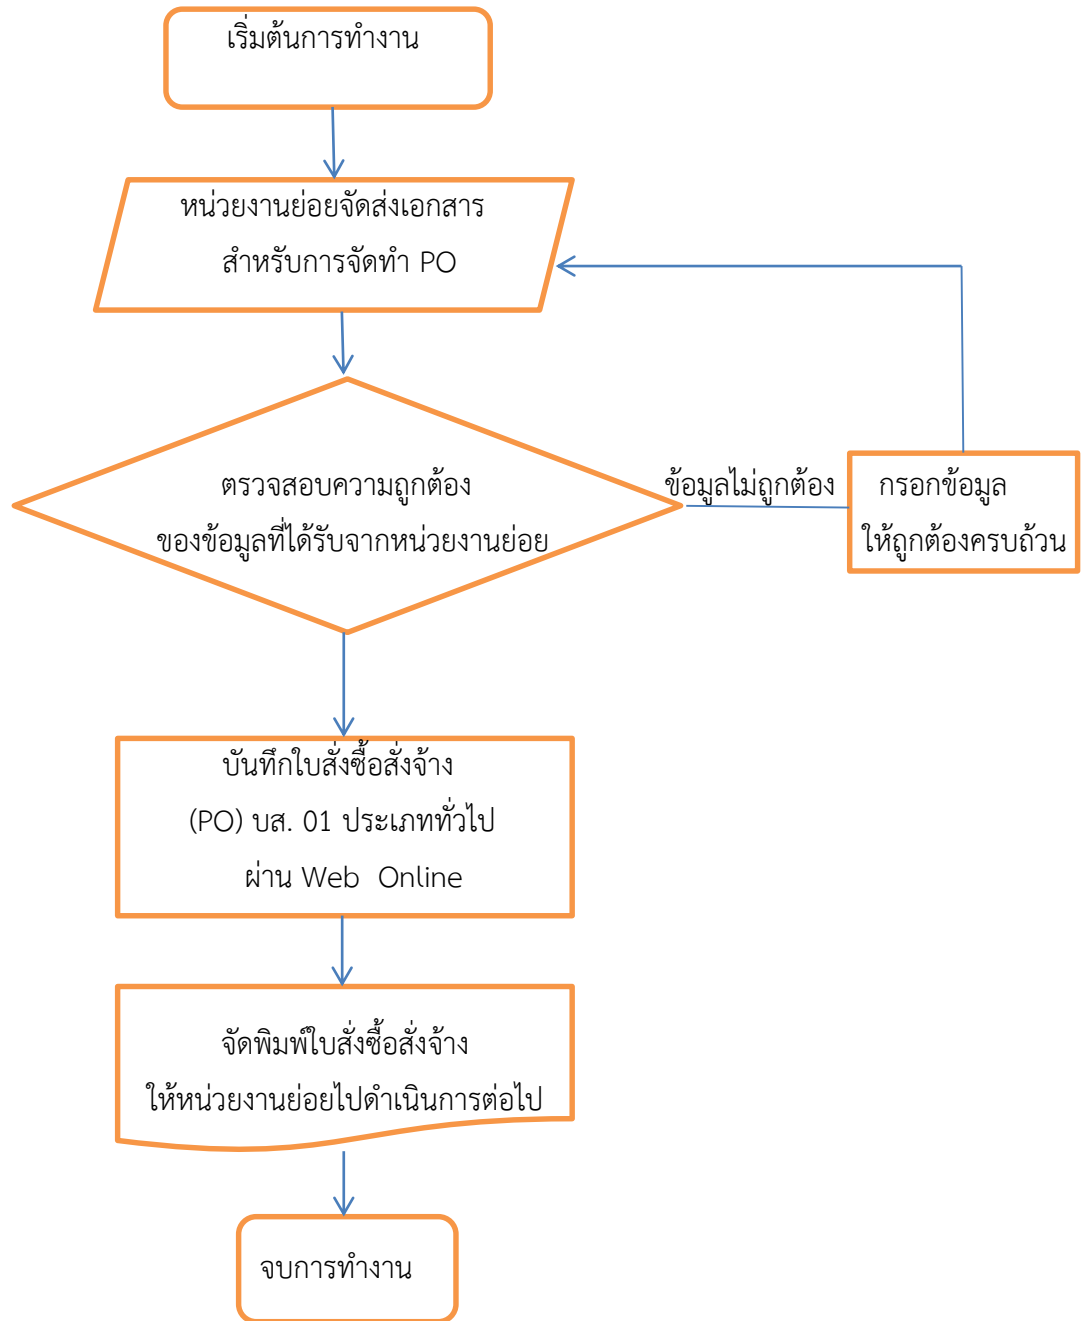 เริ่มต้นการทำงาน
หน่วยงานย่อยจัดส่งเอกสาร
สำหรับการจัดทำ PO
ตรวจสอบความถูกต้อง
ของข้อมูลที่ได้รับจากหน่วยงานย่อย
ข้อมูลไม่ถูกต้อง
กรอกข้อมูล
ให้ถูกต้องครบถ้วน
บันทึกใบสั่งซื้อสั่งจ้าง
(PO) บส. 01 ประเภททั่วไป
ผ่าน Web Online
จัดพิมพ์ใบสั่งซื้อสั่งจ้าง
ให้หน่วยงานย่อยไปดำเนินการต่อไป
จบการทำงาน